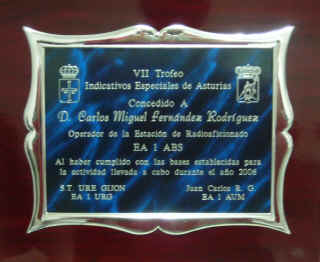 VII Trofeo
Indicativos Especiales de Asturias
Concedido A
D. Carlos Miguel Fernández Rodríguez
Operador de la Estación de Radioaficionado
EA 1 ABS
Al haber cumplido con las bases establecidas para
la actividad llevada a cabo durante el año 2006
S.T. URE GIJON Juan Carlos R. G.
EA 1 URG EA 1 AUM